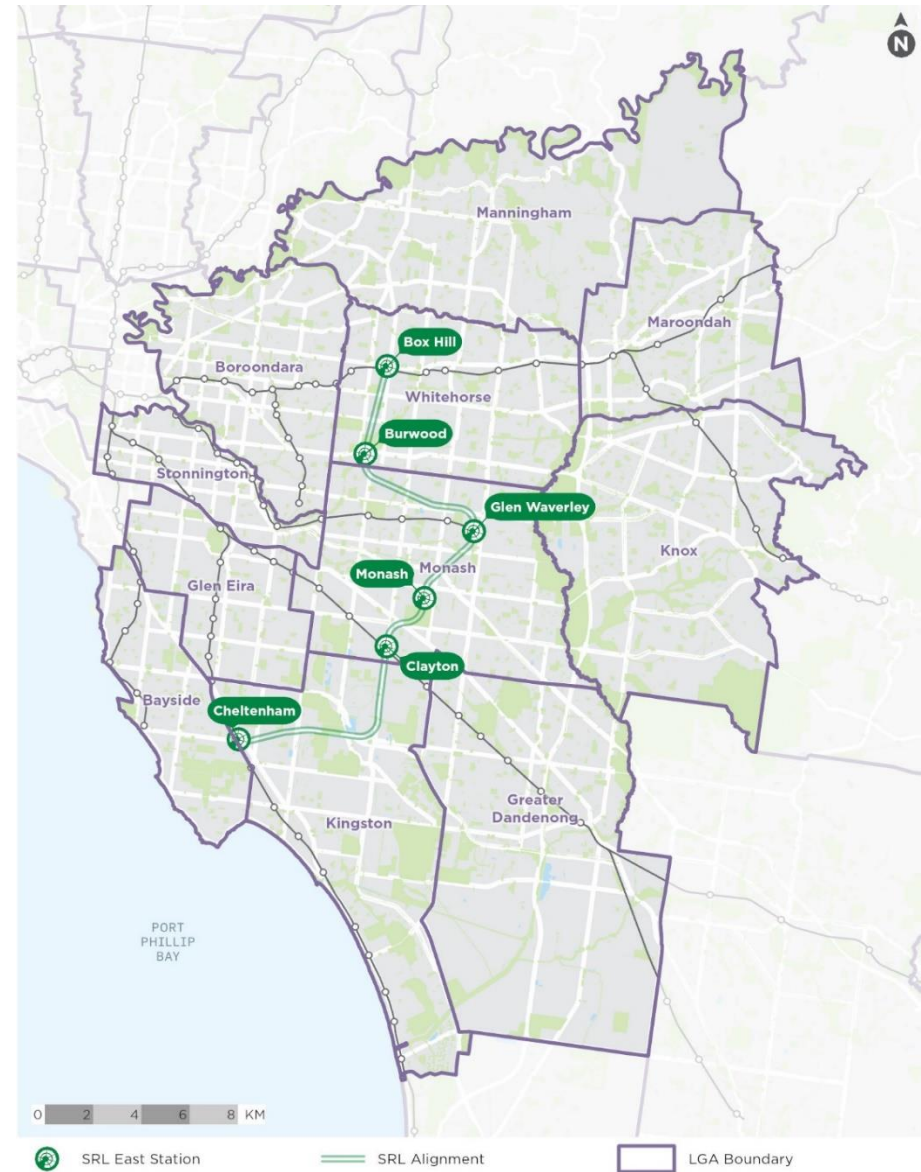 N
Manningham
Maroondah
Box Hill
Boroondara
Whitehorse
Burwood
Stonnington
Glen Waverley
Knox
Monash
Monash
Glen Eira
Clayton
Bayside
Cheltenham
Greater
Dandenong
Kingston
PORT
PHILLIP
BAY
0 2 4 6 8 KM
SRL East Station
SRL Alignment
LGA Boundary